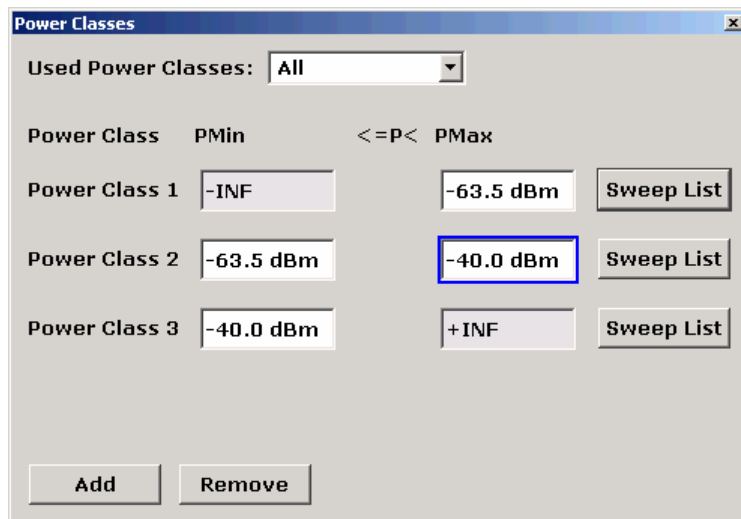 Power Classes
Used Power Classes: All
Power Class PMin <=P< PMax
Power Class 1 -INF -63.5 dBm Sweep List
Power Class 2 -63.5 dBm -40.0 dBm Sweep List
Power Class 3 -40.0 dBm +INF Sweep List
Add Remove